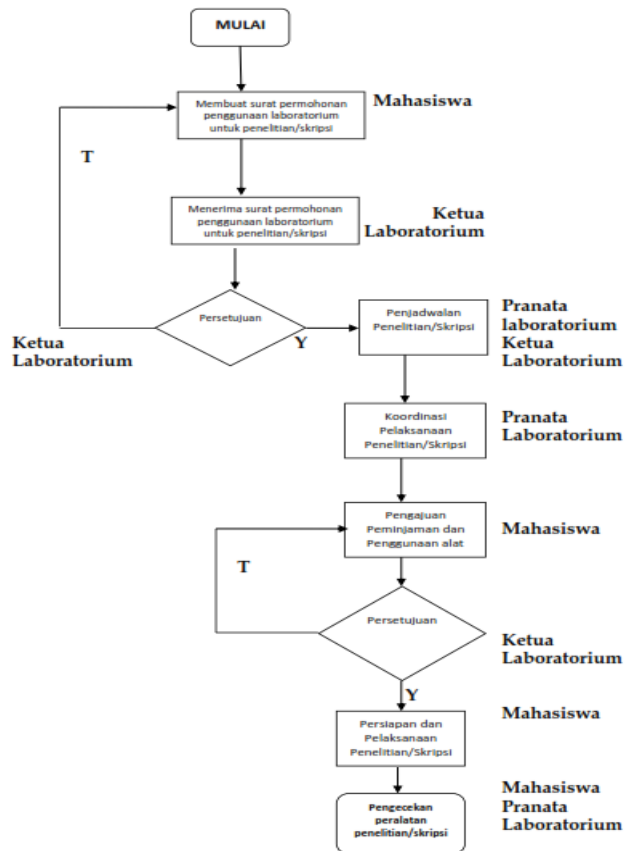 MULAI
Membuat surat permohonan
penggunaan laboratorium
untuk penelitian/skripsi
Mahasiswa
T
Menerima surat permohonan
penggunaan laboratorium
untuk penelitian/skripsi
Ketua
Laboratorium
Persetujuan
Ketua
Laboratorium
Y
Penjadwalan
Penelitian/Skripsi
Pranata
laboratorium
Ketua
Laboratorium
Koordinasi
Pelaksanaan
Penelitian/Skripsi
Pranata
Laboratorium
Pengajuan
Peminjaman dan
Penggunaan alat
Mahasiswa
T
Persetujuan
Ketua
Laboratorium
Y
Persiapan dan
Pelaksanaan
Penelitian/Skripsi
Mahasiswa
Pengecekan
peralatan
penelitian/skripsi
Mahasiswa
Pranata
Laboratorium